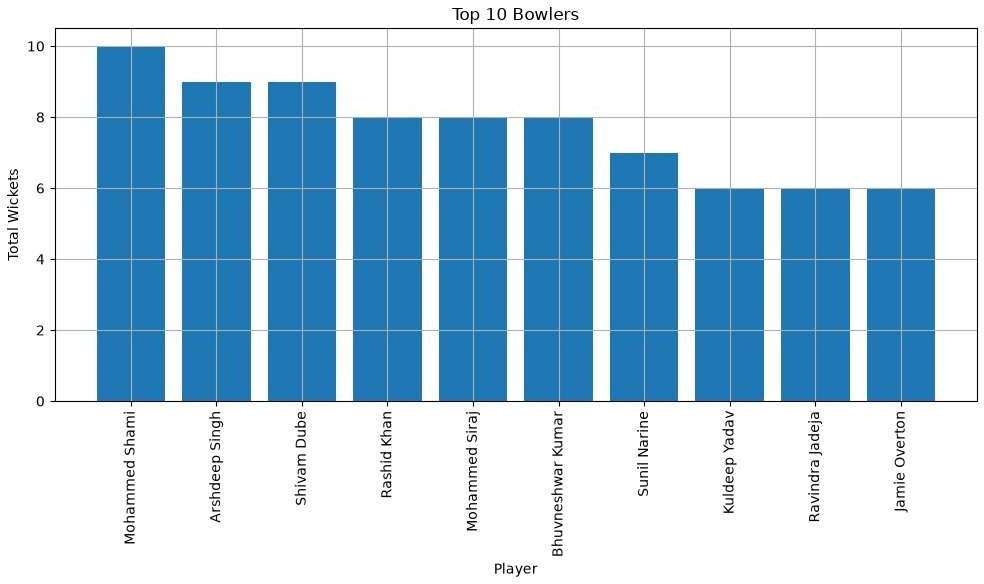 Top 10 Bowlers
Total Wickets
10
8
6
4
2
0
Mohammed Shami
Arshdeep Singh
Shivam Dube
Rashid Khan
Mohammed Siraj
Bhuvneshwar Kumar
Sunil Narine
Kuldeep Yadav
Ravindra Jadeja
Jamie Overton
Player